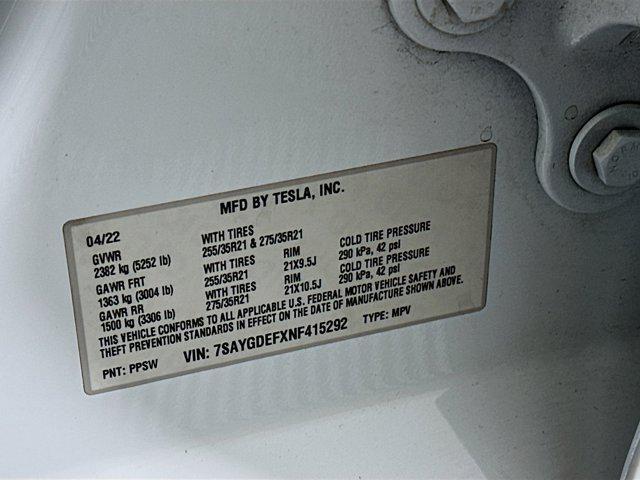 MFD BY TESLA, INC.
04/22
GVWR WITH TIRES
2382 kg (5252 lb) 255/35R21 & 275/35R21
GAWR FRT WITH TIRES RIM COLD TIRE PRESSURE
1363 kg (3004 lb) 255/35R21 21X9.5J 290 kPa, 42 psi
GAWR RR WITH TIRES RIM COLD TIRE PRESSURE
1500 kg (3306 lb) 275/35R21 21X10.5J 290 kPa, 42 psi
THIS VEHICLE CONFORMS TO ALL APPLICABLE U.S. FEDERAL MOTOR VEHICLE SAFETY AND
THEFT PREVENTION STANDARDS IN EFFECT ON THE DATE OF MANUFACTURE SHOWN ABOVE.
PNT: PPSW VIN: 7SAYGDEFXNF415292 TYPE: MPV